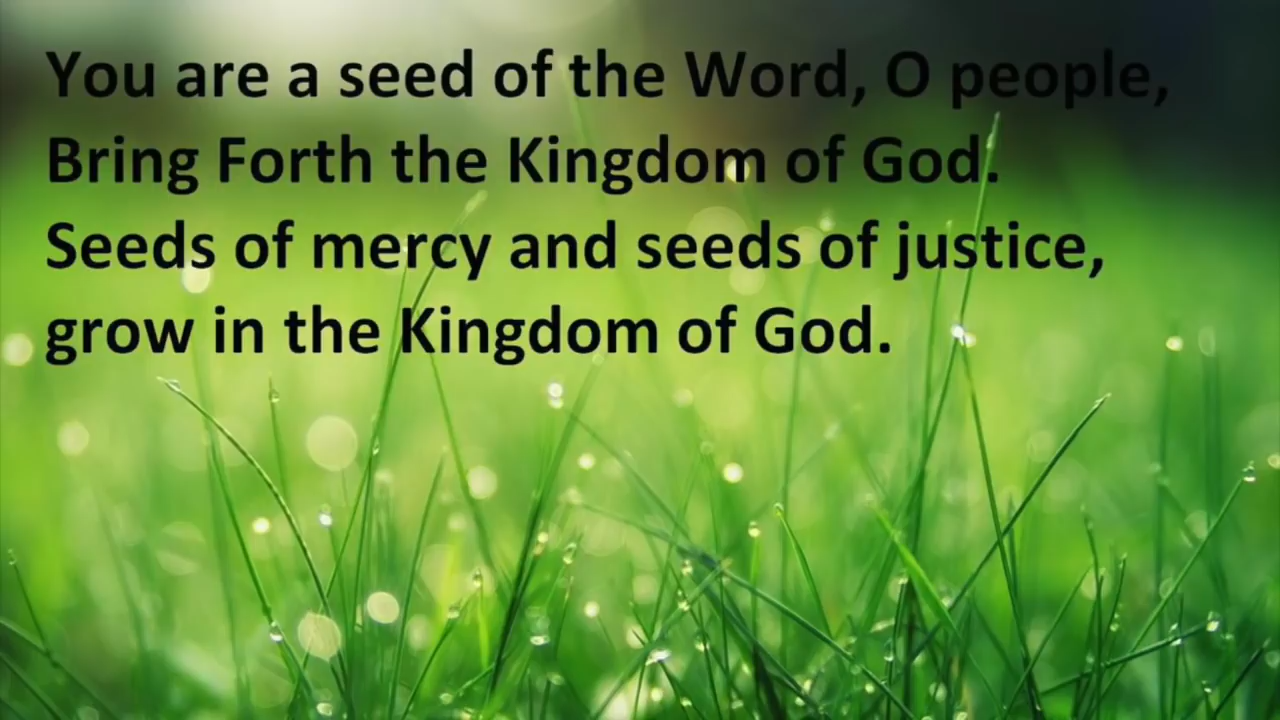 You are a seed of the Word, O people,
Bring Forth the Kingdom of God.
Seeds of mercy and seeds of justice,
grow in the Kingdom of God.